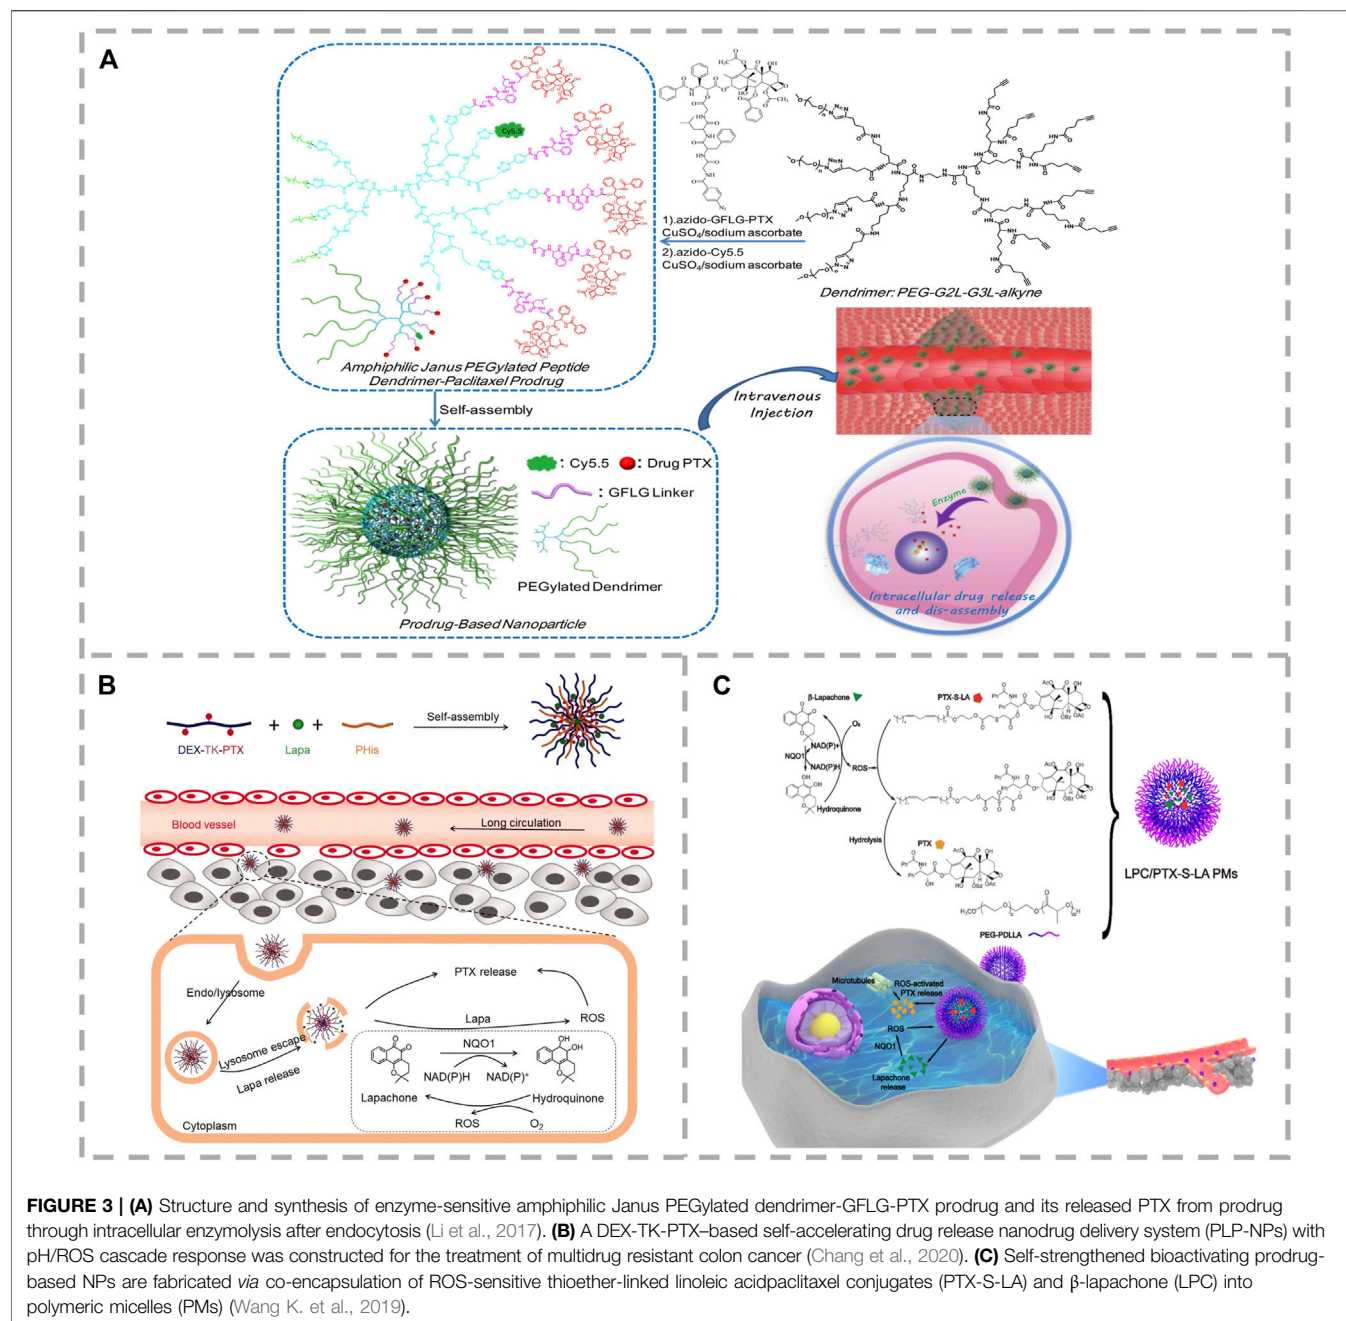 A
Cy5.5
1).azido-GFLG-PTX
CuSO₄/sodium ascorbate
2).azido-Cy5.5
CuSO₄/sodium ascorbate
Dendrimer: PEG-G2L-G3L-alkyne
Amphiphilic Janus PEGylated Peptide
Dendrimer-Paclitaxel Prodrug
Self-assembly
Intravenous
Injection
: Cy5.5 : Drug PTX
: GFLG Linker
PEGylated Dendrimer
Prodrug-Based Nanoparticle
Enzyme
Intracellular drug release
and dis-assembly
B
DEX-TK-PTX + Lapa + PHis
Self-assembly
Blood vessel
Long circulation
Endo/lysosome
PTX release
Lysosome escape
Lapa release
Lapa
ROS
NQO1
NAD(P)H NAD(P)⁺
Lapachone Hydroquinone
ROS O₂
Cytoplasm
C
β-Lapachone
PTX-S-LA
O₂
NAD(P)+
NQO1
NAD(P)H
ROS
Hydroquinone
Hydrolysis
PTX
LPC/PTX-S-LA PMs
PEG-PDLLA
Microtubules
ROS-activated
PTX release
ROS
NQO1
Lapachone
release
FIGURE 3 | (A) Structure and synthesis of enzyme-sensitive amphiphilic Janus PEGylated dendrimer-GFLG-PTX prodrug and its released PTX from prodrug
through intracellular enzymolysis after endocytosis (Li et al., 2017). (B) A DEX-TK-PTX–based self-accelerating drug release nanodrug delivery system (PLP-NPs) with
pH/ROS cascade response was constructed for the treatment of multidrug resistant colon cancer (Chang et al., 2020). (C) Self-strengthened bioactivating prodrug-
based NPs are fabricated via co-encapsulation of ROS-sensitive thioether-linked linoleic acidpaclitaxel conjugates (PTX-S-LA) and β-lapachone (LPC) into
polymeric micelles (PMs) (Wang K. et al., 2019).